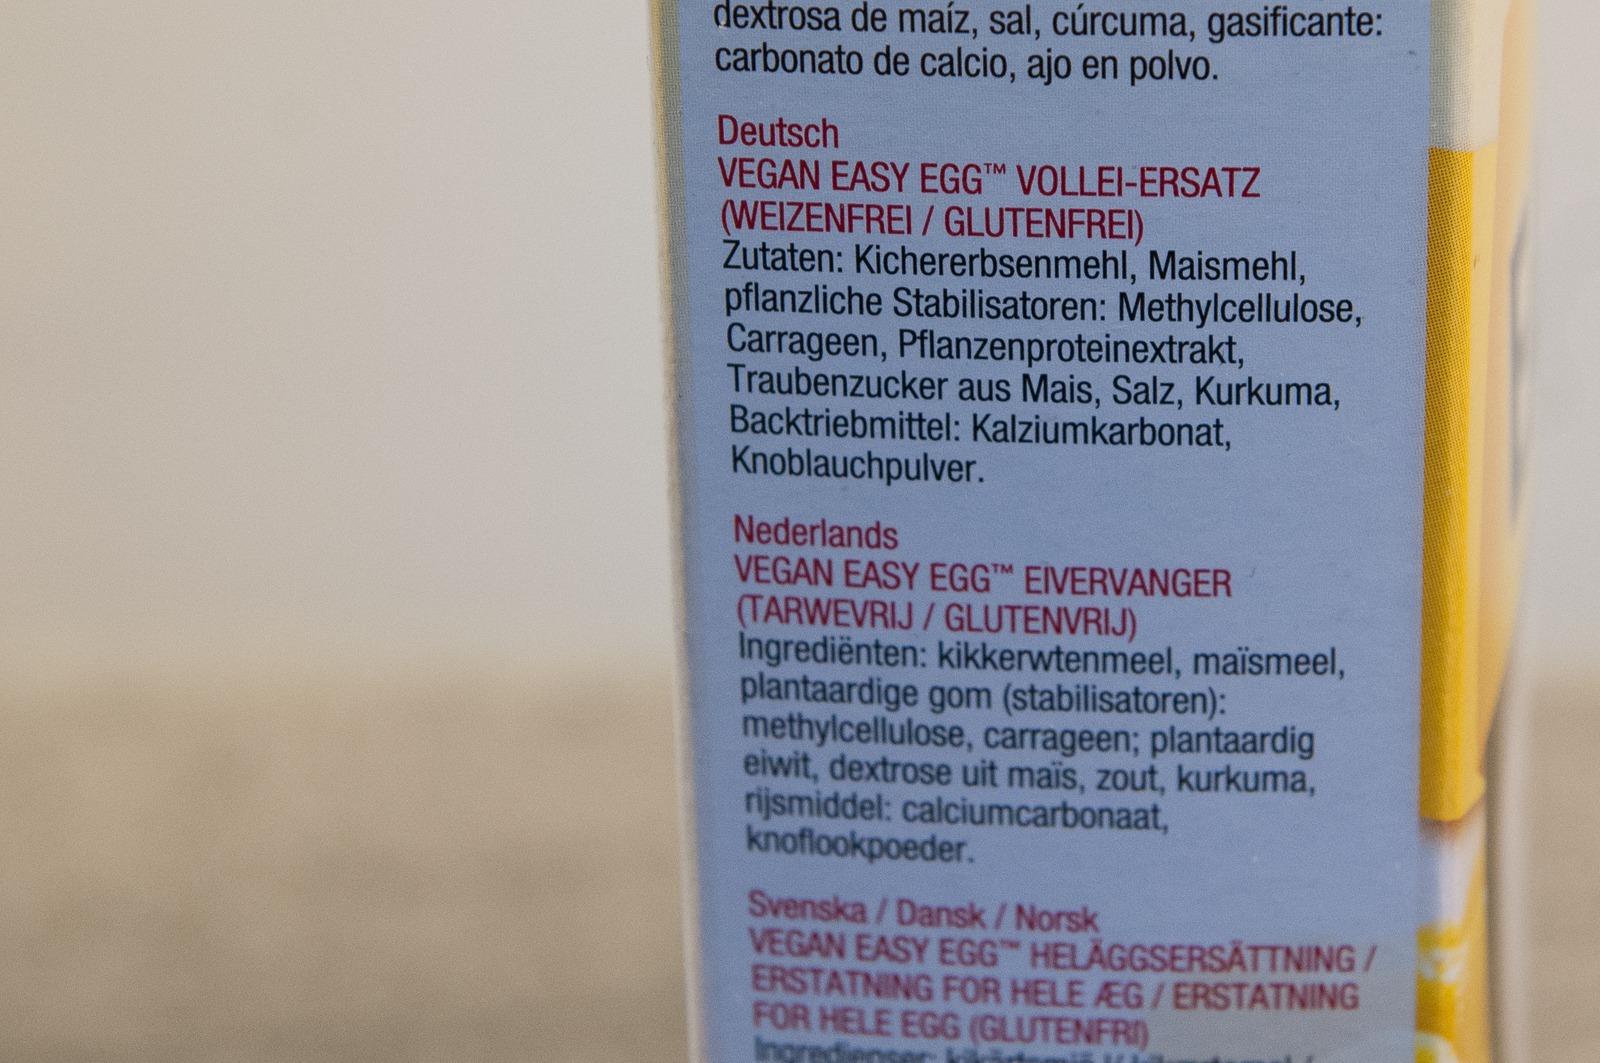 dextrosa de maíz, sal, cúrcuma, gasificante:
carbonato de calcio, ajo en polvo.
Deutsch
VEGAN EASY EGG™ VOLLEI-ERSATZ
(WEIZENFREI / GLUTENFREI)
Zutaten: Kichererbsenmehl, Maismehl,
pflanzliche Stabilisatoren: Methylcellulose,
Carrageen, Pflanzenproteinextrakt,
Traubenzucker aus Mais, Salz, Kurkuma,
Backtriebmittel: Kalziumkarbonat,
Knoblauchpulver.
Nederlands
VEGAN EASY EGG™ EIVERVANGER
(TARWEVRIJ / GLUTENVRIJ)
Ingrediënten: kikkerwtenmeel, maïsmeel,
plantaardige gom (stabilisatoren):
methylcellulose, carrageen; plantaardig
eiwit, dextrose uit maïs, zout, kurkuma,
rijsmiddel: calciumcarbonaat,
knoflookpoeder.
Svenska / Dansk / Norsk
VEGAN EASY EGG™ HELÄGGSERSÄTTNING /
ERSTATNING FOR HELE ÆG / ERSTATNING
FOR HELE EGG (GLUTENFRI)
Ingredienser: